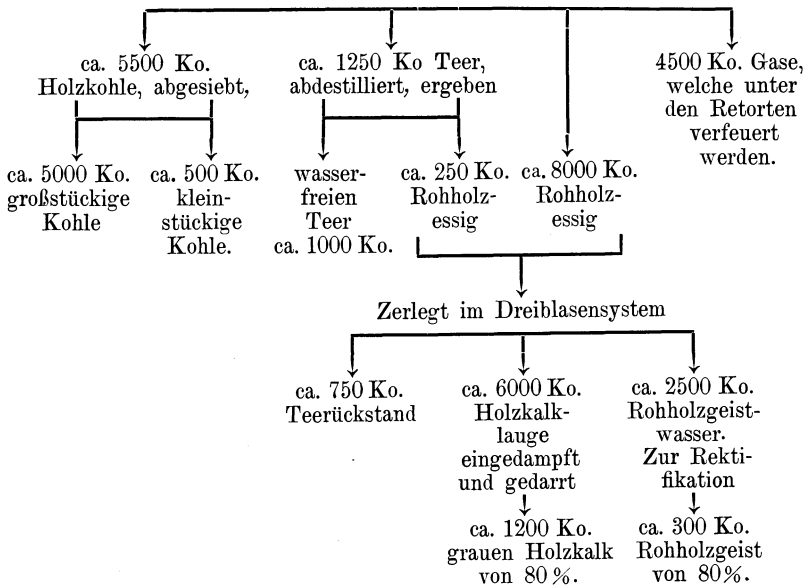 ca. 5500 Ko.
Holzkohle, abgesiebt,
ca. 1250 Ko Teer,
abdestilliert, ergeben
4500 Ko. Gase,
welche unter
den Retorten
verfeuert
werden.
ca. 5000 Ko.
großstückige
Kohle
ca. 500 Ko.
klein-
stückige
Kohle.
wasser-
freien
Teer
ca. 1000 Ko.
ca. 250 Ko.
Rohholz-
essig
ca. 8000 Ko.
Rohholz-
essig
Zerlegt im Dreiblasensystem
ca. 750 Ko.
Teerückstand
ca. 6000 Ko.
Holzkalk-
lauge
eingedampft
und gedarrt
ca. 2500 Ko.
Rohholzgeist-
wasser.
Zur Rekti-
fikation
ca. 1200 Ko.
grauen Holzkalk
von 80%.
ca. 300 Ko.
Rohholzgeist
von 80%.